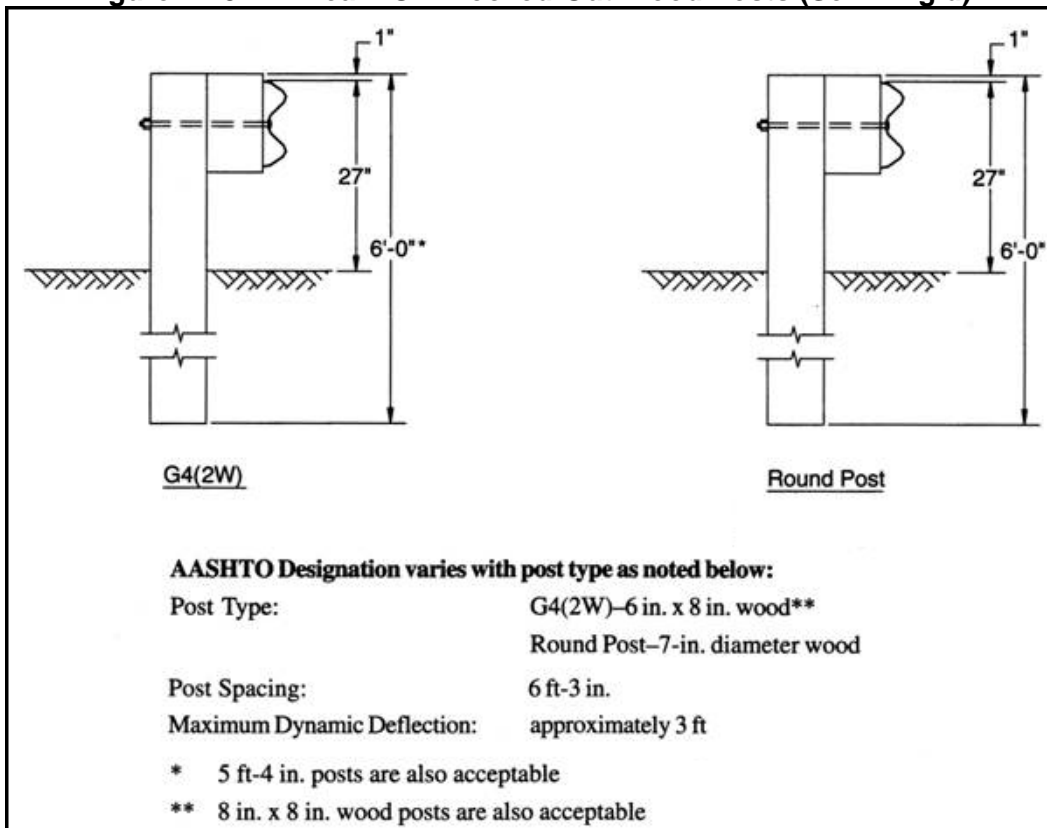 1"
1"
27"
27"
6'-0"*
6'-0"
G4(2W)
Round Post
AASHTO Designation varies with post type as noted below:
Post Type: G4(2W)–6 in. x 8 in. wood**
Round Post–7-in. diameter wood
Post Spacing: 6 ft-3 in.
Maximum Dynamic Deflection: approximately 3 ft
* 5 ft-4 in. posts are also acceptable
** 8 in. x 8 in. wood posts are also acceptable